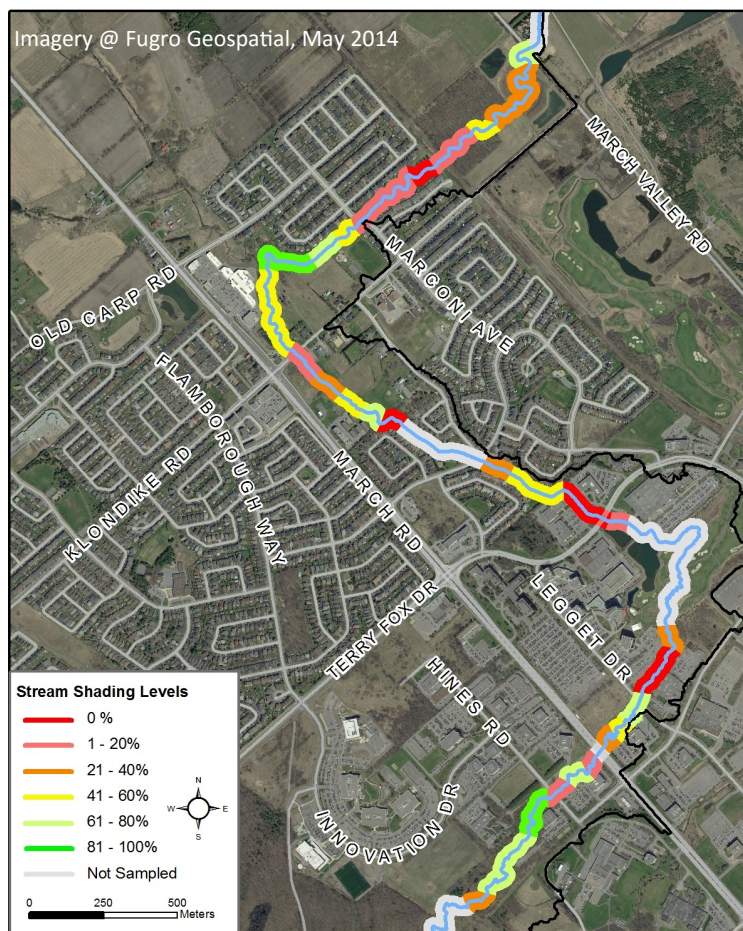 Imagery @ Fugro Geospatial, May 2014
MARCH VALLEY RD
OLD CARP RD
MARCONI AVE
FLAMBOROUGH WAY
KLONDIKE RD
MARCH RD
TERRY FOX DR
LEGGET DR
HINES RD
INNOVATION DR
Stream Shading Levels
0 %
1 - 20%
21 - 40%
41 - 60%
61 - 80%
81 - 100%
Not Sampled
N
W E
S
0 250 500
Meters